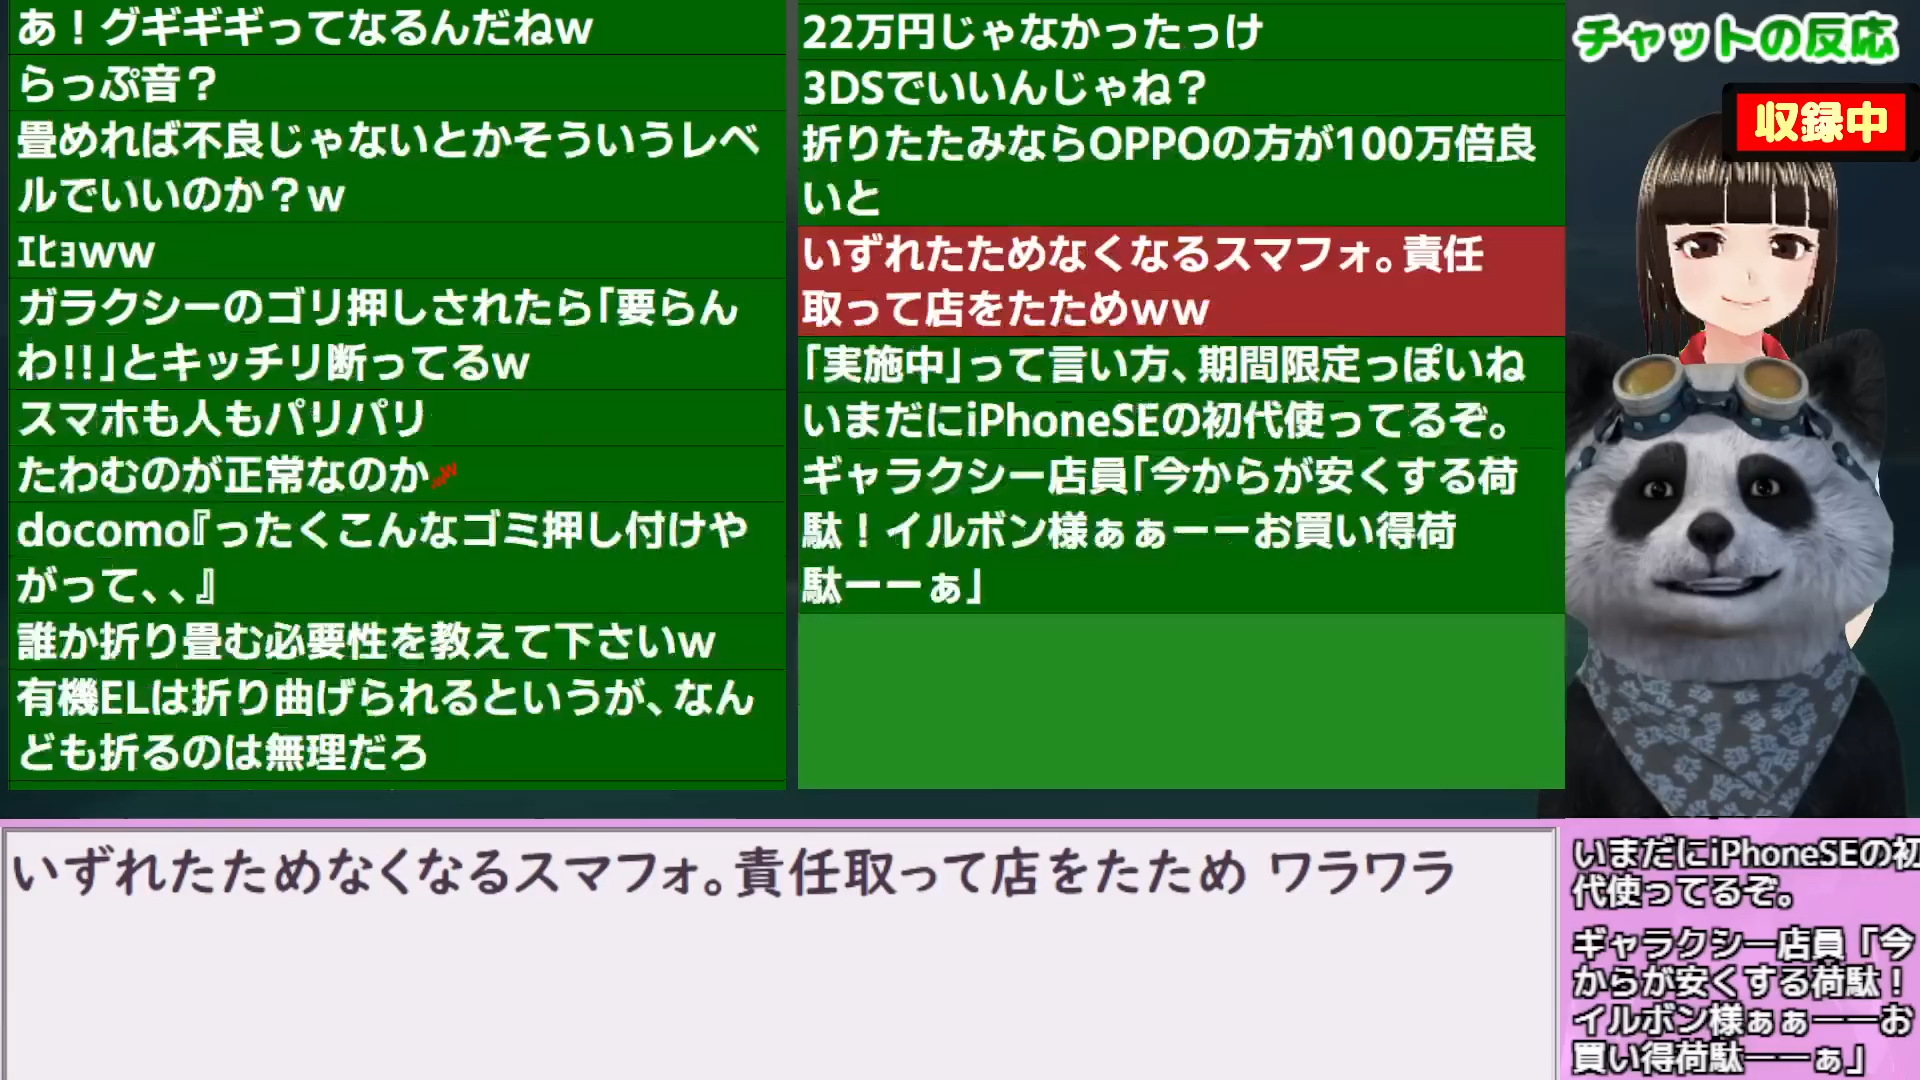 あ！グギギギってなるんだねw
らっぷ音？
畳めれば不良じゃないとかそういうレベ
ルでいいのか？w
ｴﾋｮww
ガラクシーのゴリ押しされたら｢要らん
わ!!｣とキッチリ断ってるw
スマホも人もパリパリ
たわむのが正常なのかww
docomo『ったくこんなゴミ押し付けや
がって、、』
誰か折り畳む必要性を教えて下さいw
有機ELは折り曲げられるというが、なん
ども折るのは無理だろ
22万円じゃなかったっけ
3DSでいいんじゃね？
折りたたみならOPPOの方が100万倍良
いと
いずれたためなくなるスマフォ。責任
取って店をたためww
｢実施中｣って言い方、期間限定っぽいね
いまだにiPhoneSEの初代使ってるぞ。
ギャラクシー店員｢今からが安くする荷
駄！イルボン様ぁぁーーお買い得荷
駄ーーぁ｣
チャットの反応
収録中
いずれたためなくなるスマフォ。責任取って店をたため ワラワラ
いまだにiPhoneSEの初
代使ってるぞ。
ギャラクシー店員「今
からが安くする荷駄！
イルボン様ぁぁーーお
買い得荷駄ーーぁ」